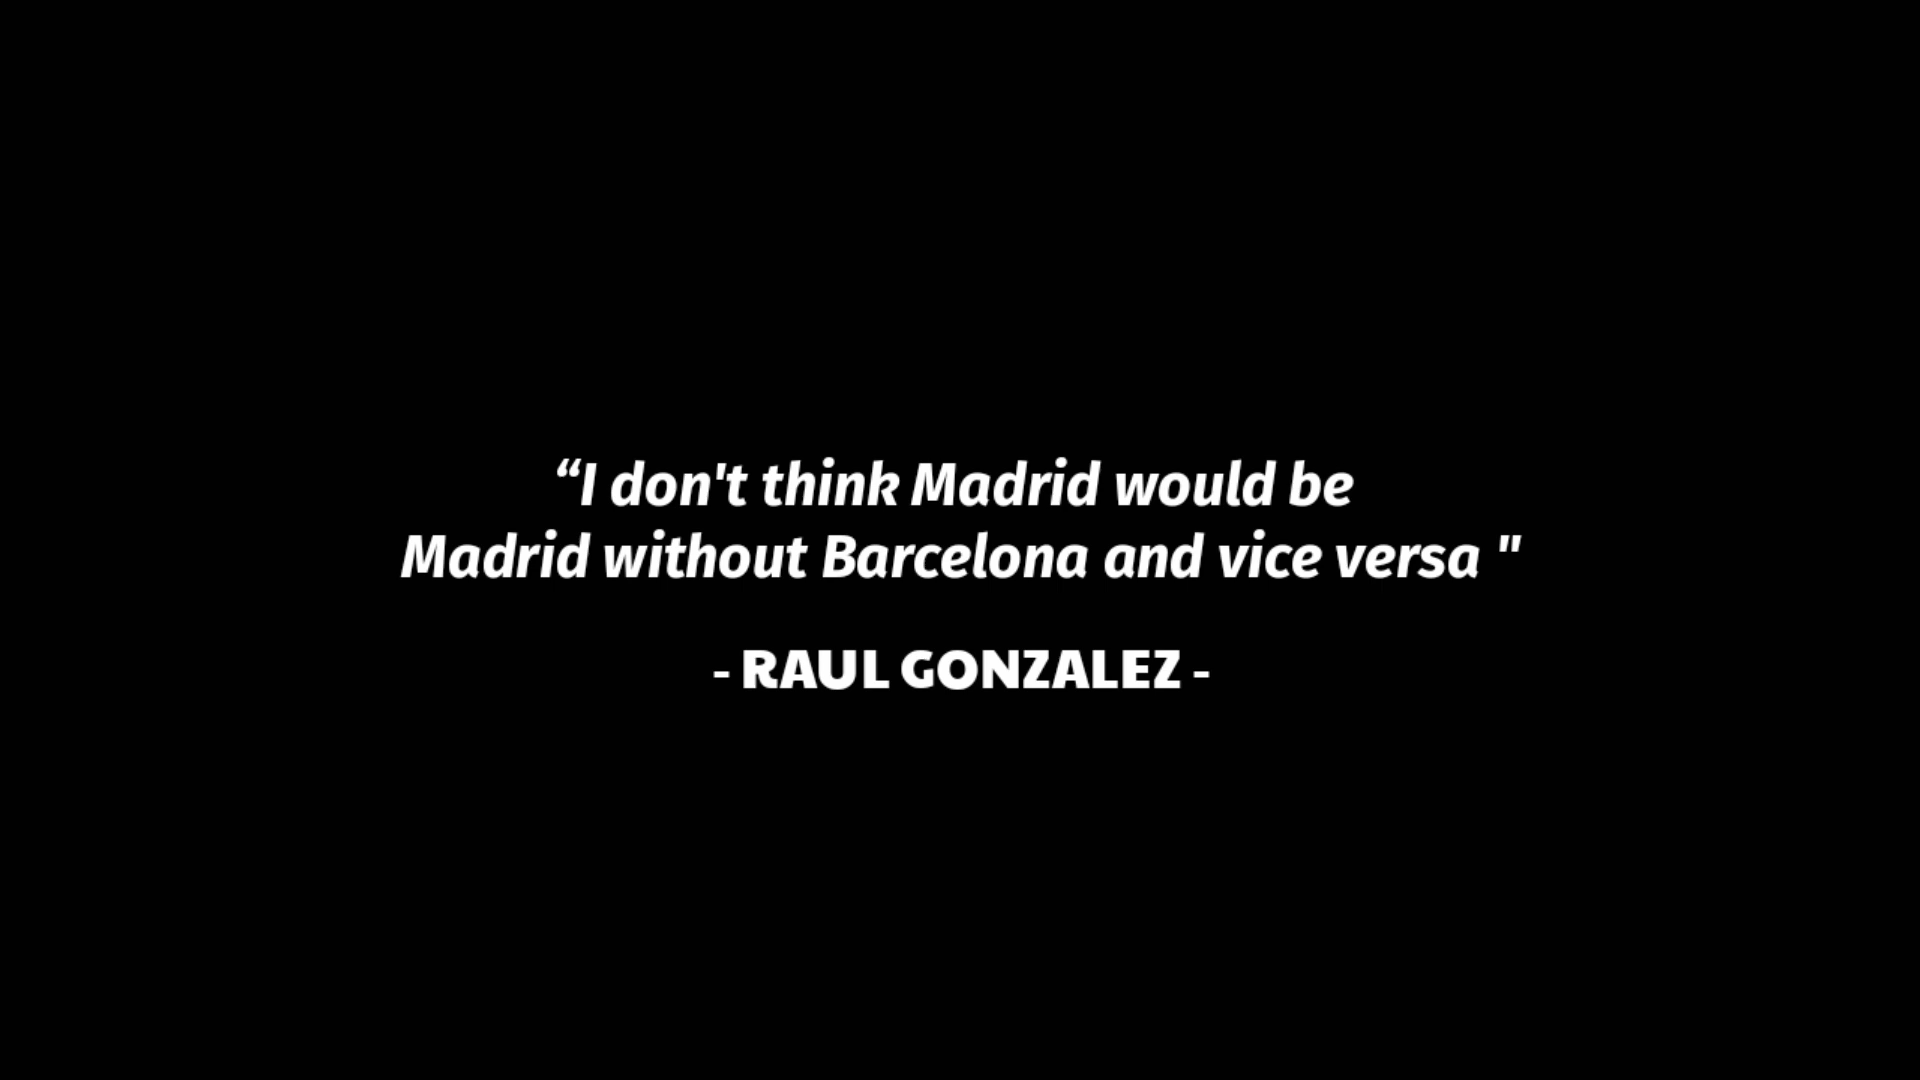 “I don't think Madrid would be
Madrid without Barcelona and vice versa "
- RAUL GONZALEZ -